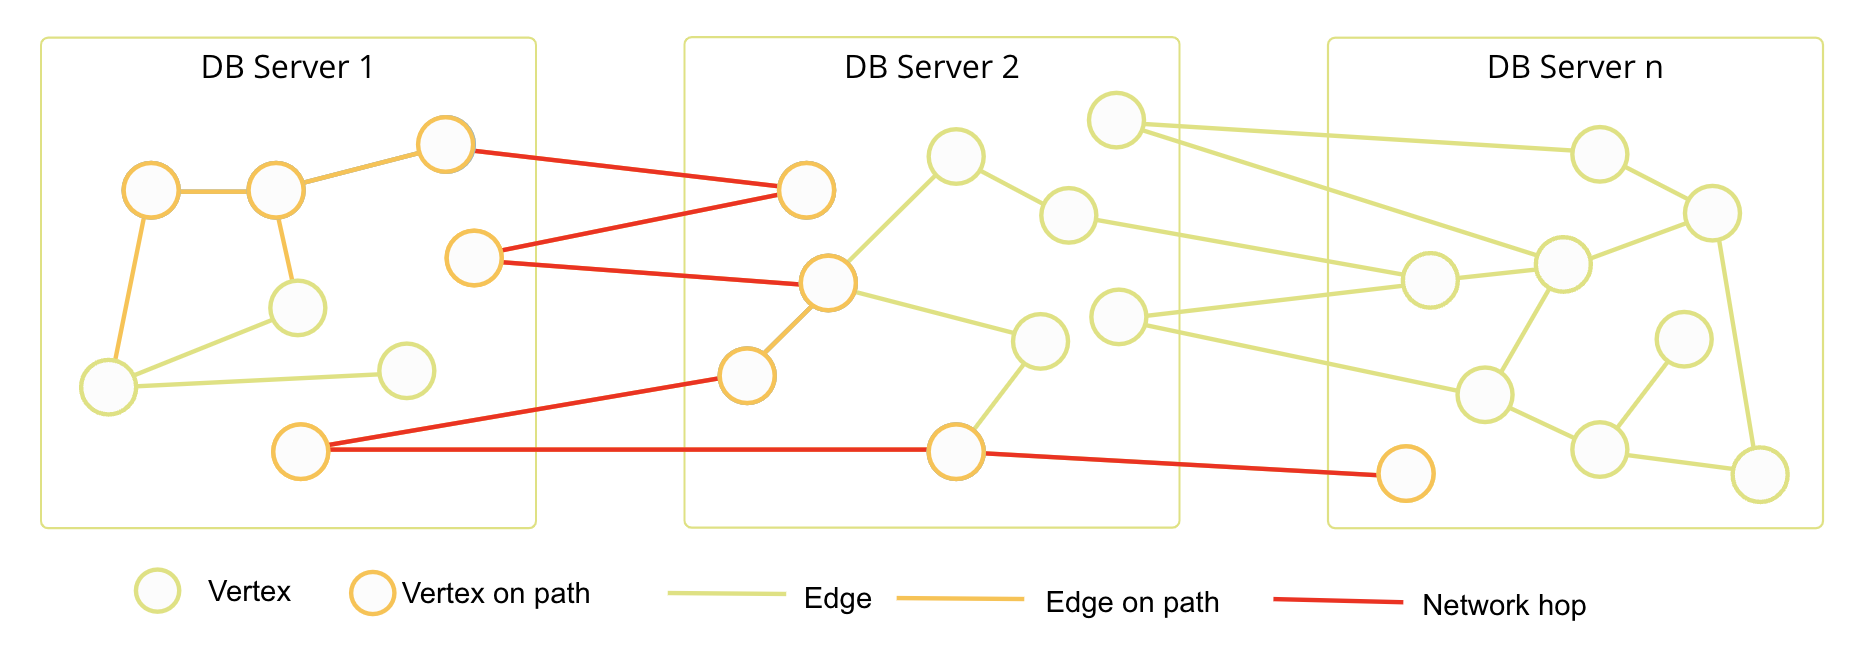 DB Server 1
DB Server 2
DB Server n
Vertex
Vertex on path
Edge
Edge on path
Network hop